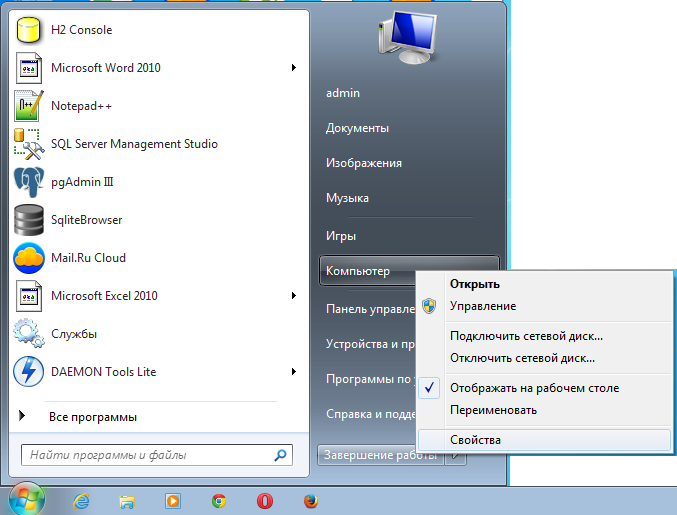 H2 Console
Microsoft Word 2010
Notepad++
SQL Server Management Studio
pgAdmin III
SqliteBrowser
Mail.Ru Cloud
Microsoft Excel 2010
Службы
DAEMON Tools Lite
Все программы
Найти программы и файлы
admin
Документы
Изображения
Музыка
Игры
Компьютер
Панель управле
Устройства и пр
Программы по у
Справка и подде
Завершение работы
Открыть
Управление
Подключить сетевой диск...
Отключить сетевой диск...
Отображать на рабочем столе
Переименовать
Свойства